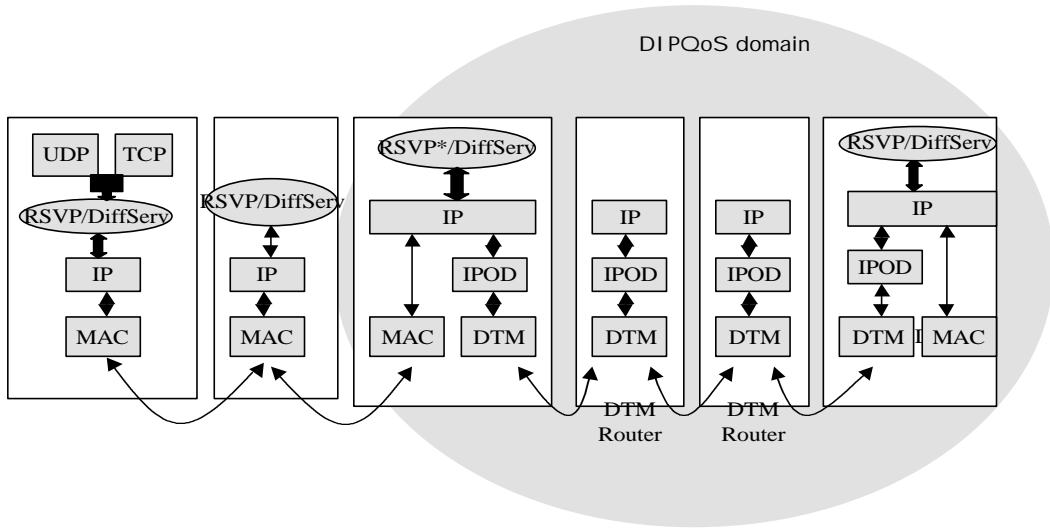 DIPQoS domain
UDP
TCP
RSVP/DiffServ
IP
MAC
RSVP/DiffServ
IP
MAC
RSVP*/DiffServ
IP
IPOD
MAC
DTM
IP
IPOD
DTM
DTM
Router
IP
IPOD
DTM
DTM
Router
RSVP/DiffServ
IP
IPOD
DTM
I
MAC